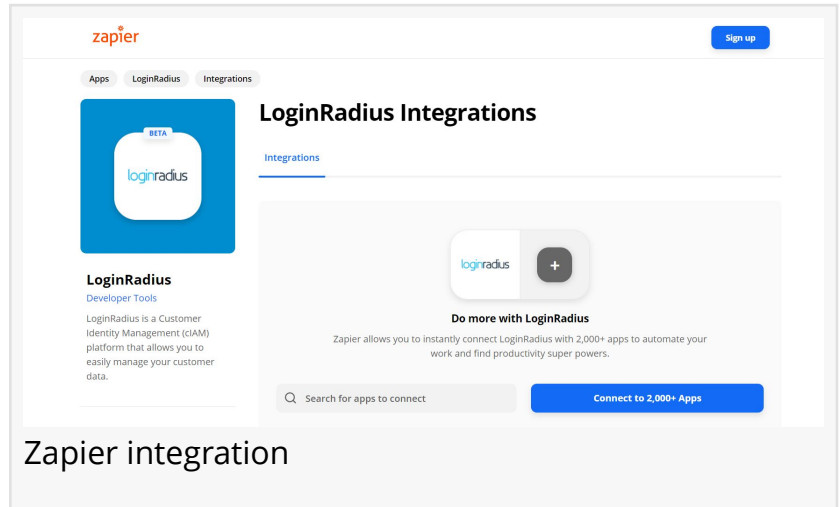 zapier
Sign up
Apps
LoginRadius
Integrations
BETA
loginradius
LoginRadius
Developer Tools
LoginRadius is a Customer
Identity Management (cIAM)
platform that allows you to
easily manage your customer
data.
LoginRadius Integrations
Integrations
loginradius
+
Do more with LoginRadius
Zapier allows you to instantly connect LoginRadius with 2,000+ apps to automate your
work and find productivity super powers.
Search for apps to connect
Connect to 2,000+ Apps
Zapier integration